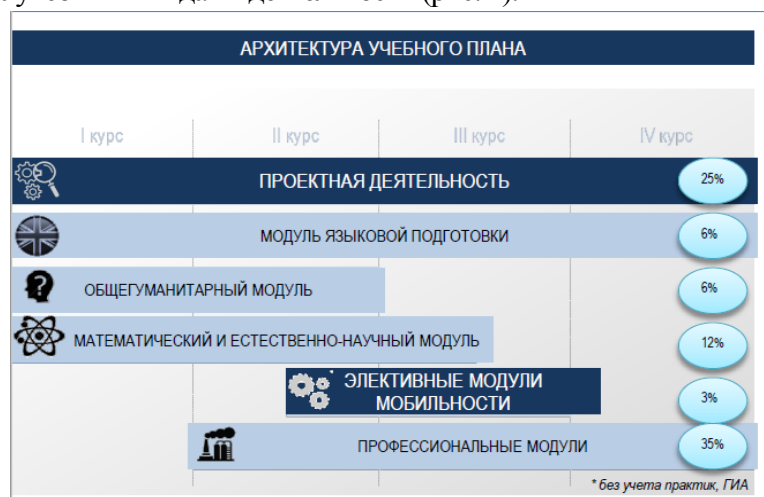 АРХИТЕКТУРА УЧЕБНОГО ПЛАНА
I курс
II курс
III курс
IV курс
ПРОЕКТНАЯ ДЕЯТЕЛЬНОСТЬ
25%
МОДУЛЬ ЯЗЫКОВОЙ ПОДГОТОВКИ
6%
ОБЩЕГУМАНИТАРНЫЙ МОДУЛЬ
6%
МАТЕМАТИЧЕСКИЙ И ЕСТЕСТВЕННО-НАУЧНЫЙ МОДУЛЬ
12%
ЭЛЕКТИВНЫЕ МОДУЛИ
МОБИЛЬНОСТИ
3%
ПРОФЕССИОНАЛЬНЫЕ МОДУЛИ
35%
* без учета практик, ГИА